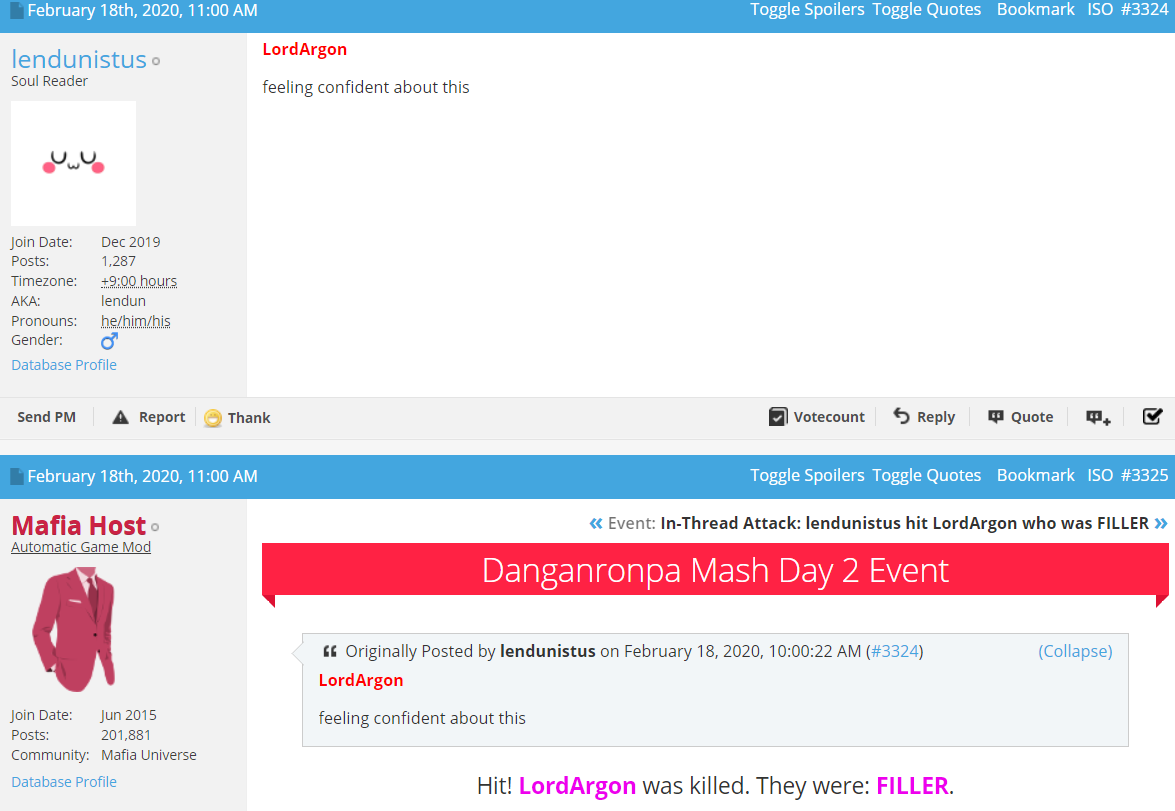 February 18th, 2020, 11:00 AM Toggle Spoilers Toggle Quotes Bookmark ISO #3324
lendunistus
Soul Reader
Join Date: Dec 2019
Posts: 1,287
Timezone: +9:00 hours
AKA: lendun
Pronouns: he/him/his
Gender: ♂
Database Profile
LordArgon
feeling confident about this
Send PM Report Thank Votecount Reply Quote
February 18th, 2020, 11:00 AM Toggle Spoilers Toggle Quotes Bookmark ISO #3325
Mafia Host
Automatic Game Mod
Join Date: Jun 2015
Posts: 201,881
Community: Mafia Universe
Database Profile
« Event: In-Thread Attack: lendunistus hit LordArgon who was FILLER »
Danganronpa Mash Day 2 Event
Originally Posted by lendunistus on February 18, 2020, 10:00:22 AM (#3324) (Collapse)
LordArgon
feeling confident about this
Hit! LordArgon was killed. They were: FILLER.